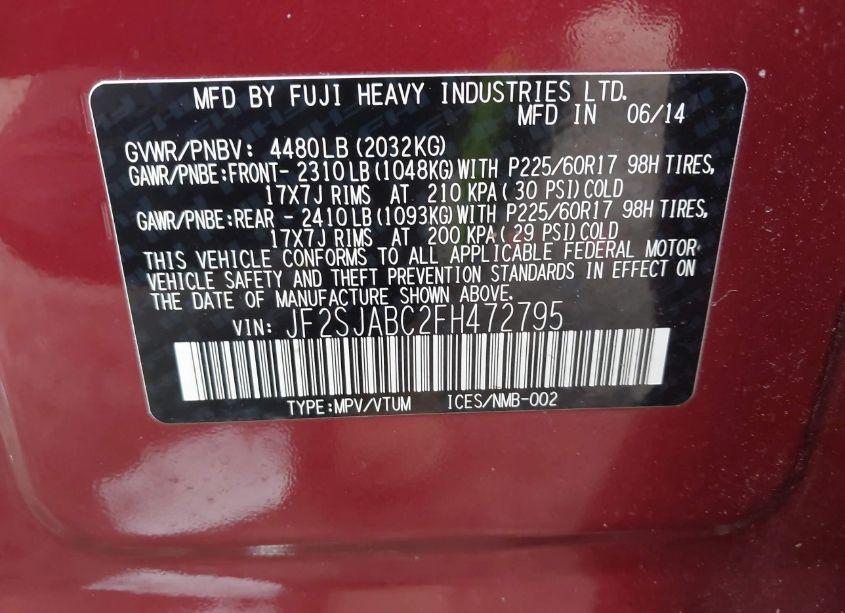 MFD BY FUJI HEAVY INDUSTRIES LTD.
MFD IN 06/14
GVWR/PNBV: 4480LB (2032KG)
GAWR/PNBE:FRONT- 2310LB (1048KG)WITH P225/60R17 98H TIRES,
17X7J RIMS AT 210 KPA( 30 PSI)COLD
GAWR/PNBE:REAR - 2410LB (1093KG)WITH P225/60R17 98H TIRES,
17X7J RIMS AT 200 KPA( 29 PSI)COLD
THIS VEHICLE CONFORMS TO ALL APPLICABLE FEDERAL MOTOR
VEHICLE SAFETY AND THEFT PREVENTION STANDARDS IN EFFECT ON
THE DATE OF MANUFACTURE SHOWN ABOVE.
VIN: JF2SJABC2FH472795
TYPE:MPV/VTUM ICES/NMB-002